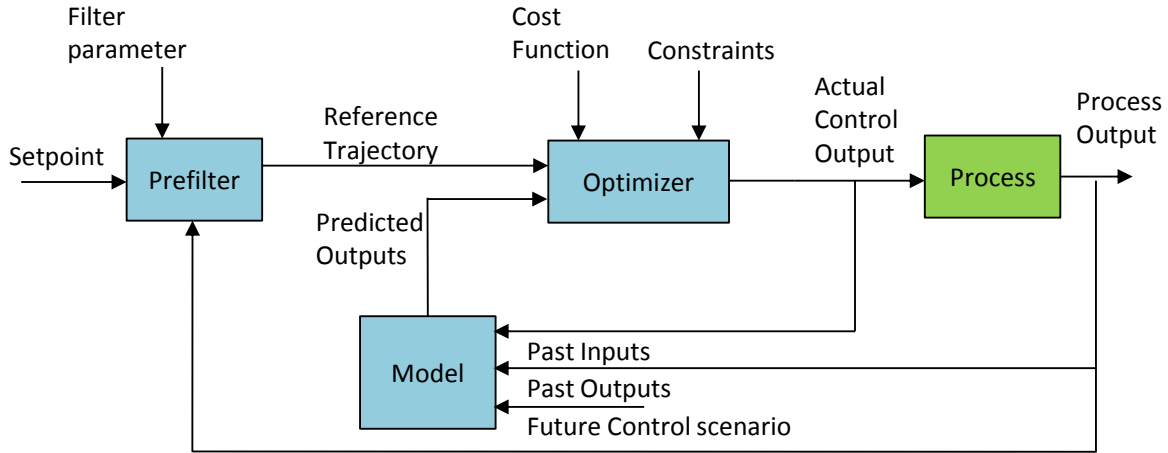 Filter
parameter
Cost
Function
Constraints
Actual
Control
Output
Process
Output
Reference
Trajectory
Setpoint
Prefilter
Optimizer
Process
Predicted
Outputs
Model
Past Inputs
Past Outputs
Future Control scenario